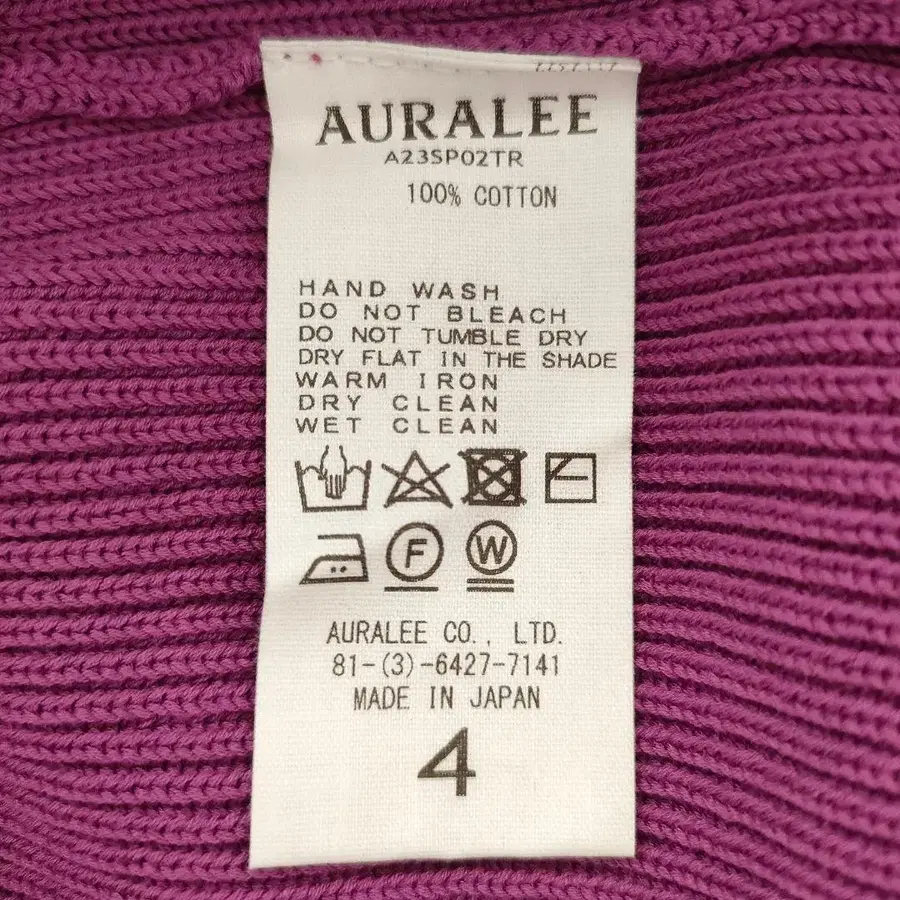 AURALEE
A23SP02TR
100% COTTON
HAND WASH
DO NOT BLEACH
DO NOT TUMBLE DRY
DRY FLAT IN THE SHADE
WARM IRON
DRY CLEAN
WET CLEAN
F W
AURALEE CO., LTD.
81-(3)-6427-7141
MADE IN JAPAN
4